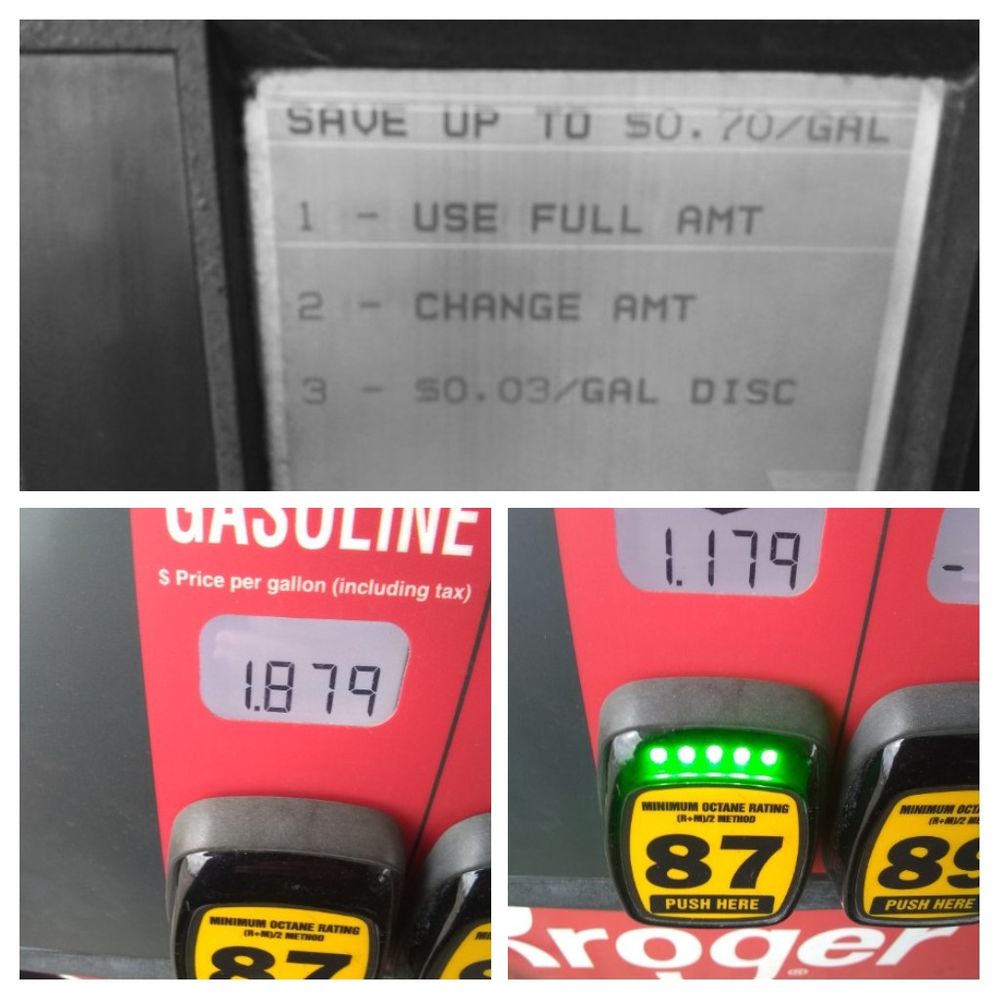 SAVE UP TO $0.70/GAL
1 - USE FULL AMT
2 - CHANGE AMT
3 - $0.03/GAL DISC
GASOLINE
$ Price per gallon (including tax)
1.879
MINIMUM OCTANE RATING
(R+M)/2 METHOD
87
1.179
MINIMUM OCTANE RATING
(R+M)/2 METHOD
87
PUSH HERE
89
PUSH HERE
Kroger